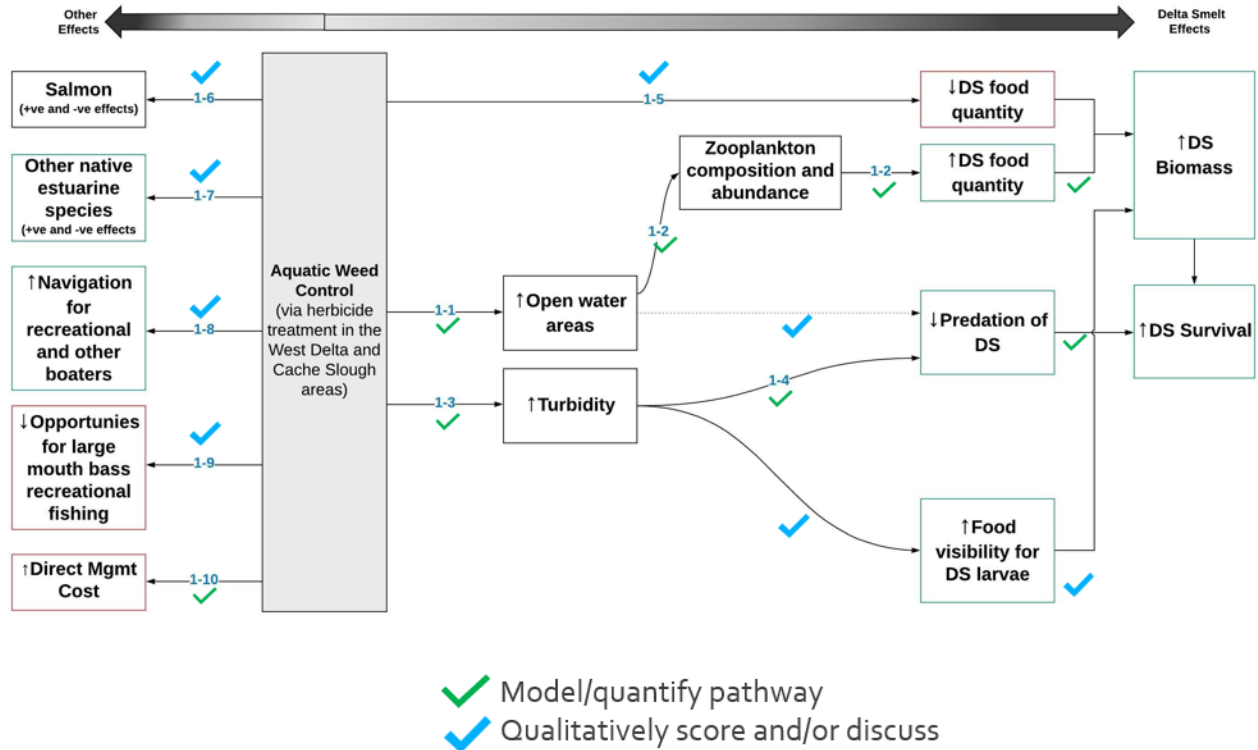 Other
Effects
Delta Smelt
Effects
Salmon
(+ve and -ve effects)
1-6
Other native
estuarine
species
(+ve and -ve effects
1-7
↑Navigation for
recreational
and other
boaters
1-8
↓Opportunies
for large
mouth bass
recreational
fishing
1-9
↑Direct Mgmt
Cost
1-10
Aquatic Weed
Control
(via herbicide
treatment in the
West Delta and
Cache Slough
areas)
1-5
↓DS food
quantity
1-1
↑Open water
areas
1-2
Zooplankton
composition and
abundance
1-2
↑DS food
quantity
1-3
↑Turbidity
1-4
↓Predation of
DS
↑Food
visibility for
DS larvae
↑DS
Biomass
↑DS Survival
Model/quantify pathway
Qualitatively score and/or discuss